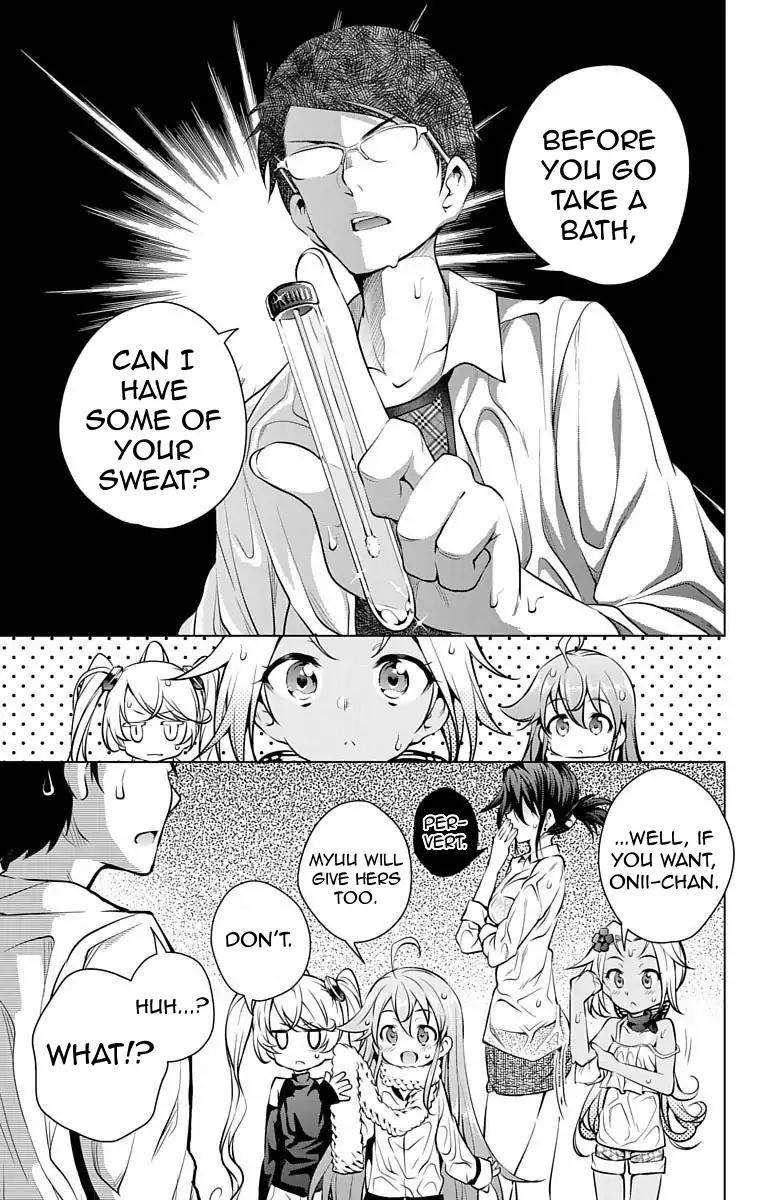 BEFORE
YOU GO
TAKE A
BATH,
CAN I
HAVE
SOME OF
YOUR
SWEAT?
...WELL, IF
YOU WANT,
ONII-CHAN.
PER-
VERT.
MYUU WILL
GIVE HERS
TOO.
DON'T.
HUH...?
WHAT!?